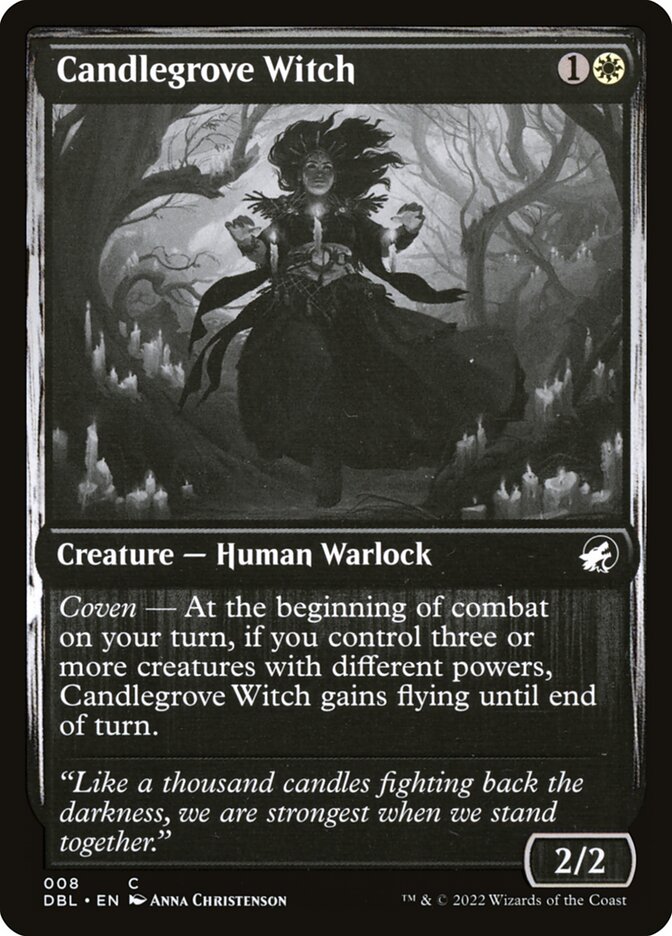 Candlegrove Witch 1
Creature — Human Warlock
Coven — At the beginning of combat
on your turn, if you control three or
more creatures with different powers,
Candlegrove Witch gains flying until end
of turn.
“Like a thousand candles fighting back the
darkness, we are strongest when we stand
together.”
2/2
008 C
DBL • EN Anna Christenson ™ & © 2022 Wizards of the Coast